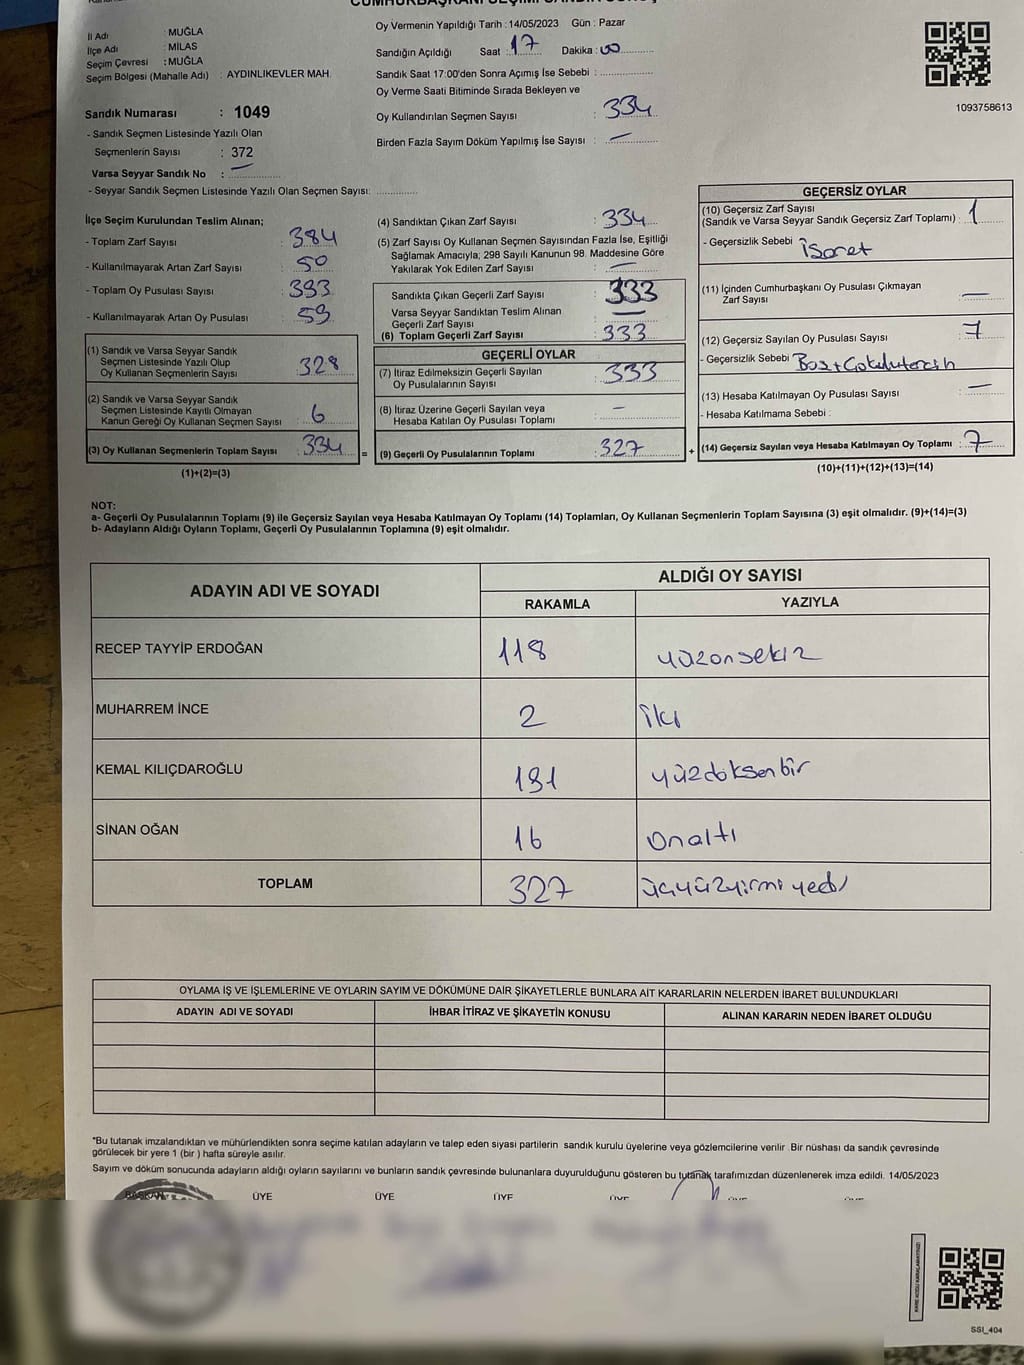 İl Adı : MUĞLA
İlçe Adı : MİLAS
Seçim Çevresi : MUĞLA
Seçim Bölgesi (Mahalle Adı) : AYDINLIKEVLER MAH.
Sandık Numarası : 1049
- Sandık Seçmen Listesinde Yazılı Olan
Seçmenlerin Sayısı : 372
Varsa Seyyar Sandık No : —
- Seyyar Sandık Seçmen Listesinde Yazılı Olan Seçmen Sayısı:
Oy Vermenin Yapıldığı Tarih : 14/05/2023 Gün : Pazar
Sandığın Açıldığı Saat : 17 Dakika : 00
Sandık Saat 17:00'den Sonra Açımış İse Sebebi :
Oy Verme Saati Bitiminde Sırada Bekleyen ve
Oy Kullandırılan Seçmen Sayısı : 334
Birden Fazla Sayım Döküm Yapılmış İse Sayısı : —
1093758613
İlçe Seçim Kurulundan Teslim Alınan;
- Toplam Zarf Sayısı : 384
- Kullanılmayarak Artan Zarf Sayısı : 50
- Toplam Oy Pusulası Sayısı : 393
- Kullanılmayarak Artan Oy Pusulası : 59
(1) Sandık ve Varsa Seyyar Sandık
Seçmen Listesinde Yazılı Olup
Oy Kullanan Seçmenlerin Sayısı : 328
(2) Sandık ve Varsa Seyyar Sandık
Seçmen Listesinde Kayıtlı Olmayan
Kanun Gereği Oy Kullanan Seçmen Sayısı : 6
(3) Oy Kullanan Seçmenlerin Toplam Sayısı : 334 =
(1)+(2)=(3)
(4) Sandıktan Çıkan Zarf Sayısı : 334
(5) Zarf Sayısı Oy Kullanan Seçmen Sayısından Fazla İse, Eşitliği
Sağlamak Amacıyla; 298 Sayılı Kanunun 98. Maddesine Göre
Yakılarak Yok Edilen Zarf Sayısı : —
Sandıkta Çıkan Geçerli Zarf Sayısı : 333
Varsa Seyyar Sandıktan Teslim Alınan
Geçerli Zarf Sayısı : —
(6) Toplam Geçerli Zarf Sayısı : 333
GEÇERLİ OYLAR
(7) İtiraz Edilmeksizin Geçerli Sayılan
Oy Pusulalarının Sayısı : 333
(8) İtiraz Üzerine Geçerli Sayılan veya
Hesaba Katılan Oy Pusulası Toplamı : —
(9) Geçerli Oy Pusulalarının Toplamı : 327 +
GEÇERSİZ OYLAR
(10) Geçersiz Zarf Sayısı
(Sandık ve Varsa Seyyar Sandık Geçersiz Zarf Toplamı) : 1
- Geçersizlik Sebebi : İşaret
(11) İçinden Cumhurbaşkanı Oy Pusulası Çıkmayan
Zarf Sayısı : —
(12) Geçersiz Sayılan Oy Pusulası Sayısı : 7
- Geçersizlik Sebebi : Boş+Çoklutercih
(13) Hesaba Katılmayan Oy Pusulası Sayısı : —
- Hesaba Katılmama Sebebi :
(14) Geçersiz Sayılan veya Hesaba Katılmayan Oy Toplamı : 7
(10)+(11)+(12)+(13)=(14)
NOT:
a- Geçerli Oy Pusulalarının Toplamı (9) ile Geçersiz Sayılan veya Hesaba Katılmayan Oy Toplamı (14) Toplamları, Oy Kullanan Seçmenlerin Toplam Sayısına (3) eşit olmalıdır. (9)+(14)=(3)
b- Adayların Aldığı Oyların Toplamı, Geçerli Oy Pusulalarının Toplamına (9) eşit olmalıdır.
ADAYIN ADI VE SOYADI ALDIĞI OY SAYISI
RAKAMLA YAZIYLA
RECEP TAYYİP ERDOĞAN 118 yüzonsekiz
MUHARREM İNCE 2 iki
KEMAL KILIÇDAROĞLU 191 yüzdoksenbir
SİNAN OĞAN 16 onaltı
TOPLAM 327 üçyüzyirmi yedi
OYLAMA İŞ VE İŞLEMLERİNE VE OYLARIN SAYIM VE DÖKÜMÜNE DAİR ŞİKAYETLERLE BUNLARA AİT KARARLARIN NELERDEN İBARET BULUNDUKLARI
ADAYIN ADI VE SOYADI İHBAR İTİRAZ VE ŞİKAYETİN KONUSU ALINAN KARARIN NEDEN İBARET OLDUĞU
*Bu tutanak imzalandıktan ve mühürlendikten sonra seçime katılan adayların ve talep eden siyasi partilerin sandık kurulu üyelerine veya gözlemcilerine verilir. Bir nüshası da sandık çevresinde
görülecek bir yere 1 (bir ) hafta süreyle asılır.
Sayım ve döküm sonucunda adayların aldığı oyların sayılarını ve bunların sandık çevresinde bulunanlara duyurulduğunu gösteren bu tutanak tarafımızdan düzenlenerek imza edildi. 14/05/2023
BAŞKAN ÜYE ÜYE ÜYE ÜYE ÜYE ÜYE
SSI_404